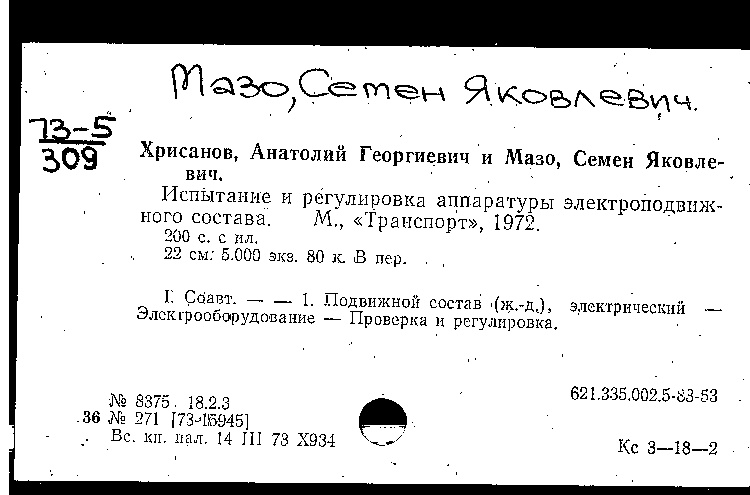 Мазо, Семен Яковлевич.
73-5
309
Хрисанов, Анатолий Георгиевич и Мазо, Семен Яковле-
вич.
Испытание и регулировка аппаратуры электроподвиж-
ного состава. М., «Транспорт», 1972.
200 с. с ил.
22 см. 5.000 экз. 80 к. В пер.
I. Соавт. — — 1. Подвижной состав (ж.-д.), электрический —
Электрооборудование — Проверка и регулировка.
№ 8375. 18.2.3
36 № 271 [73-15945]
Вс. кн. пал. 14 III 73 Х934
621.335.002.5-83-53
Кс 3—18—2